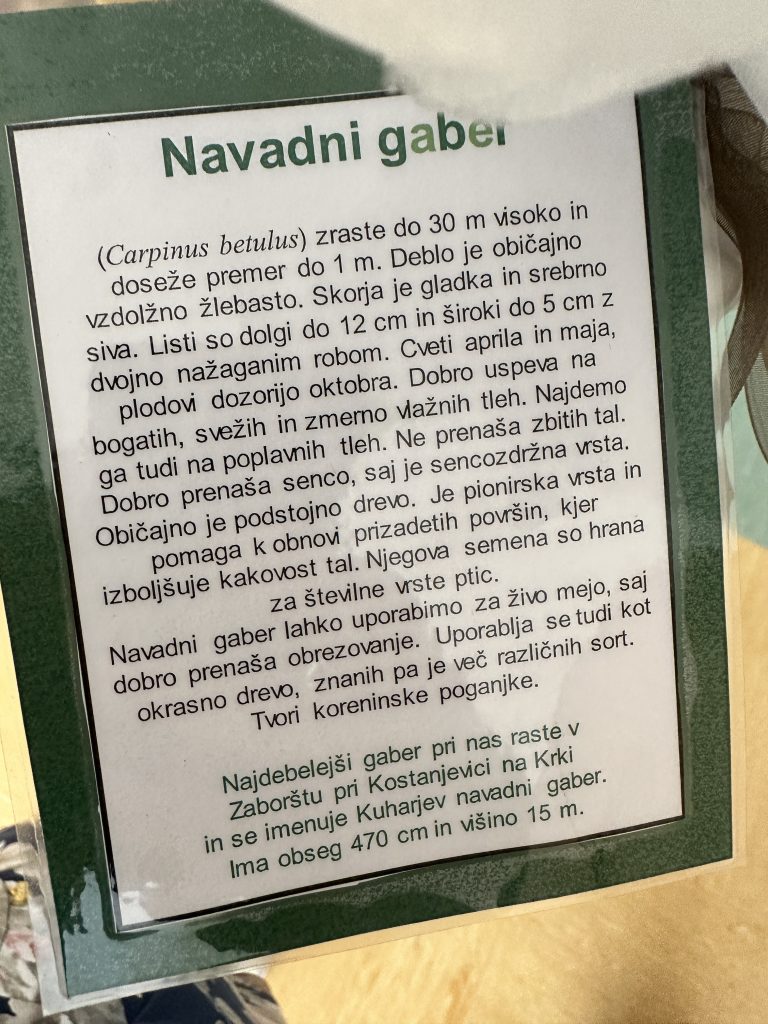 Navadni gaber
(Carpinus betulus) zraste do 30 m visoko in
doseže premer do 1 m. Deblo je običajno
vzdolžno žlebasto. Skorja je gladka in srebrno
siva. Listi so dolgi do 12 cm in široki do 5 cm z
dvojno nažaganim robom. Cveti aprila in maja,
plodovi dozorijo oktobra. Dobro uspeva na
bogatih, svežih in zmerno vlažnih tleh. Najdemo
ga tudi na poplavnih tleh. Ne prenaša zbitih tal.
Dobro prenaša senco, saj je sencozdržna vrsta.
Običajno je podstojno drevo. Je pionirska vrsta in
pomaga k obnovi prizadetih površin, kjer
izboljšuje kakovost tal. Njegova semena so hrana
za številne vrste ptic.
Navadni gaber lahko uporabimo za živo mejo, saj
dobro prenaša obrezovanje. Uporablja se tudi kot
okrasno drevo, znanih pa je več različnih sort.
Tvori koreninske poganjke.
Najdebelejši gaber pri nas raste v
Zaborštu pri Kostanjevici na Krki
in se imenuje Kuharjev navadni gaber.
Ima obseg 470 cm in višino 15 m.